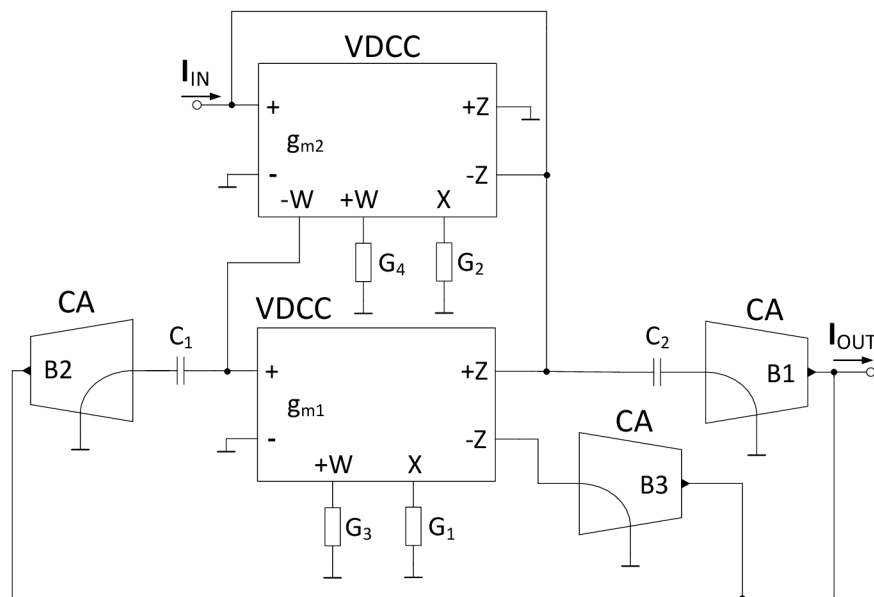 VDCC
I_IN
+
+Z
g_m2
-
-Z
-W +W X
G_4 G_2
CA
VDCC
CA
C_1
C_2
I_OUT
B2
+
+Z
B1
g_m1
CA
-
-Z
+W X
B3
G_3 G_1